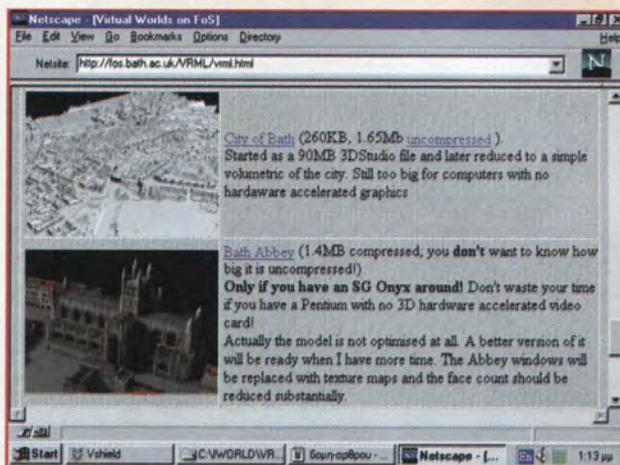 Netscape - [Virtual Worlds on FoS]
File Edit View Go Bookmarks Options Directory Help
Netsite: http://fos.bath.ac.uk/VRML/vrml.html
N
City of Bath (260KB, 1.65Mb uncompressed ).
Started as a 90MB 3DStudio file and later reduced to a simple
volumetric of the city. Still too big for computers with no
hardaware accelerated graphics
Bath Abbey (1.4MB compressed, you don't want to know how
big it is uncompressed!)
Only if you have an SG Onyx around! Don't waste your time
if you have a Pentium with no 3D hardware accelerated video
card!
Actually the model is not optimised at all. A better version of it
will be ready when I have more time. The Abbey windows will
be replaced with texture maps and the face count should be
reduced substantially.
Start Vshield C:\WORLD\VR... δομη-αρθρου - ... Netscape - [... En 1:13 μμ